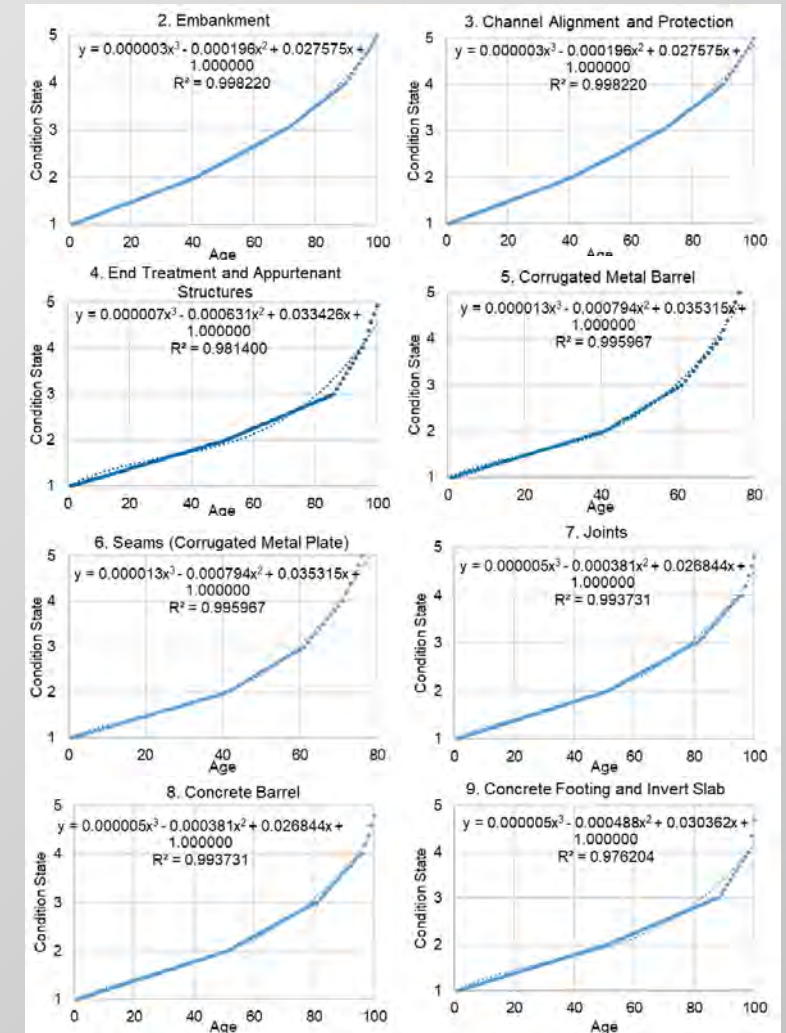 2. Embankment
y = 0.000003x³ - 0.000196x² + 0.027575x +
1.000000
R² = 0.998220
Condition State
5
4
3
2
1
0 20 40 60 80 100
Age
3. Channel Alignment and Protection
y = 0.000003x³ - 0.000196x² + 0.027575x +
1.000000
R² = 0.998220
Condition State
5
4
3
2
1
0 20 40 60 80 100
Age
4. End Treatment and Appurtenant
Structures
y = 0.000007x³ - 0.000631x² + 0.033426x +
1.000000
R² = 0.981400
Condition State
5
4
3
2
1
0 20 40 60 80 100
Age
5. Corrugated Metal Barrel
y = 0.000013x³ - 0.000794x² + 0.035315x +
1.000000
R² = 0.995967
Condition State
5
4
3
2
1
0 20 40 60 80
Age
6. Seams (Corrugated Metal Plate)
y = 0.000013x³ - 0.000794x² + 0.035315x +
1.000000
R² = 0.995967
Condition State
5
4
3
2
1
0 20 40 60 80
Age
7. Joints
y = 0.000005x³ - 0.000381x² + 0.026844x +
1.000000
R² = 0.993731
Condition State
5
4
3
2
1
0 20 40 60 80 100
Age
8. Concrete Barrel
y = 0.000005x³ - 0.000381x² + 0.026844x +
1.000000
R² = 0.993731
Condition State
5
4
3
2
1
0 20 40 60 80 100
Age
9. Concrete Footing and Invert Slab
y = 0.000005x³ - 0.000488x² + 0.030362x +
1.000000
R² = 0.976204
Condition State
5
4
3
2
1
0 20 40 60 80 100
Age